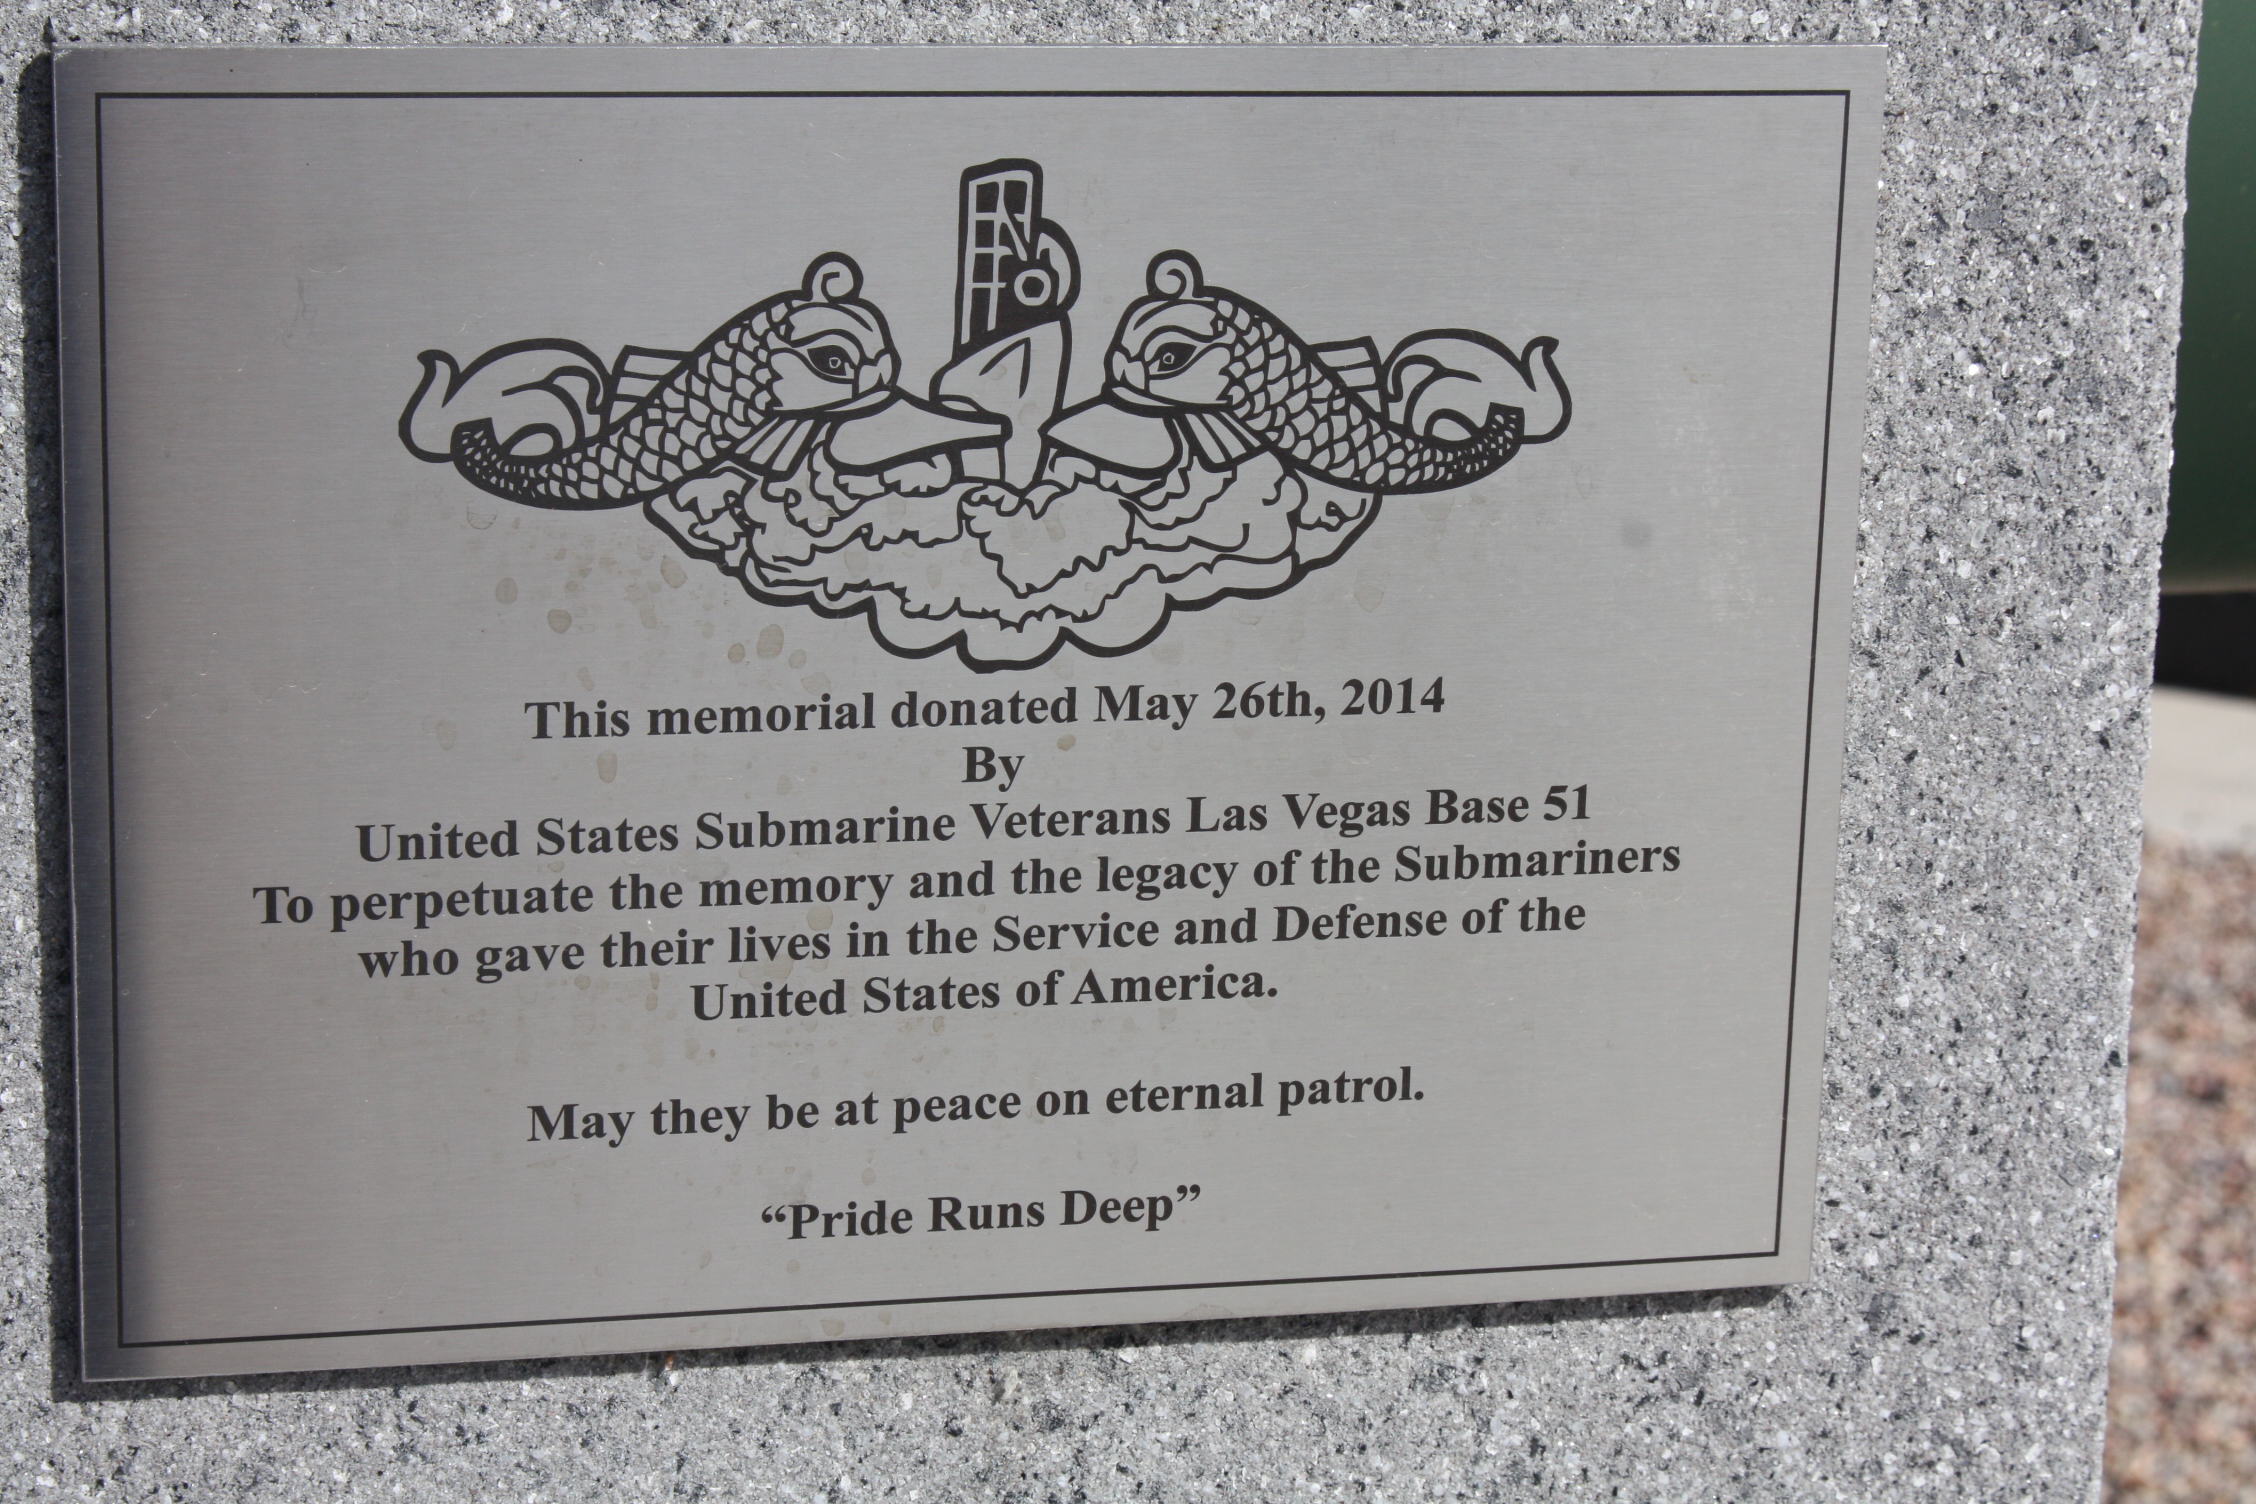 This memorial donated May 26th, 2014
By
United States Submarine Veterans Las Vegas Base 51
To perpetuate the memory and the legacy of the Submariners
who gave their lives in the Service and Defense of the
United States of America.
May they be at peace on eternal patrol.
“Pride Runs Deep”